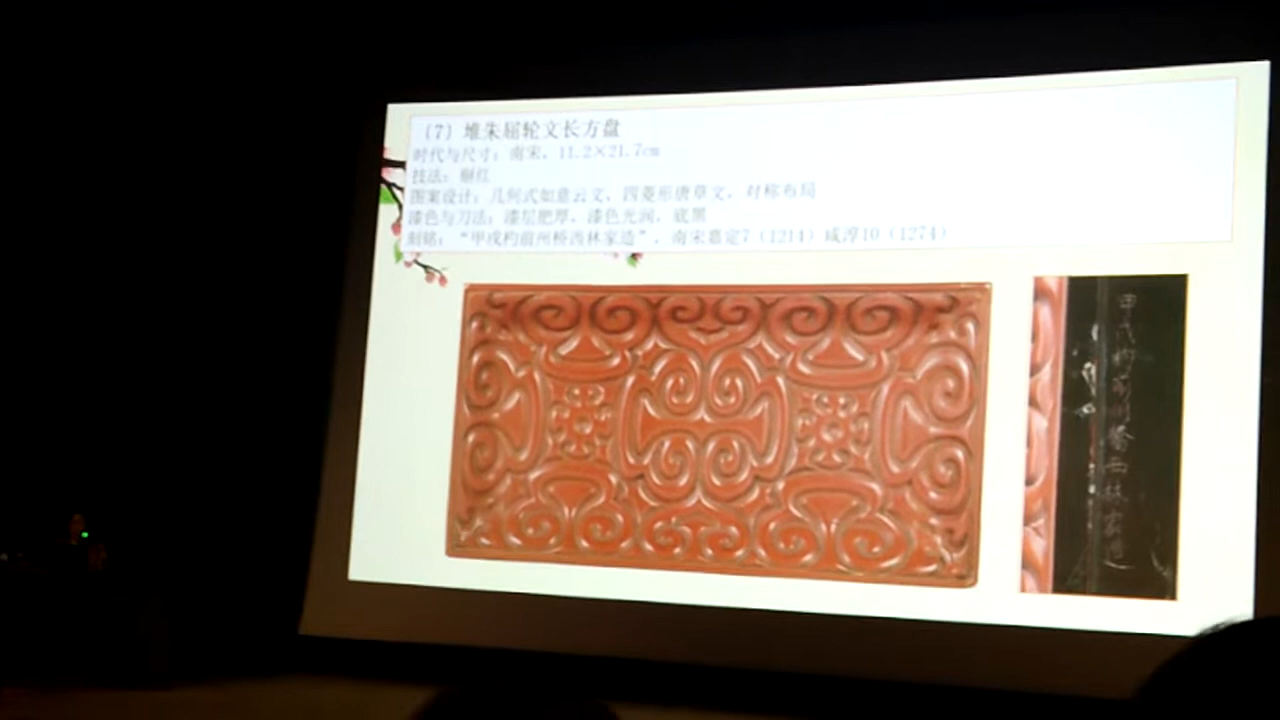 （7）堆朱屈轮文长方盘
时代与尺寸：南宋，11.2×21.7cm
技法：剔红
图案设计：几何式如意云文，四菱形唐草文，对称布局
漆色与刀法：漆层肥厚，漆色光润，底黑
刻铭：“甲戌杓前州桥西林家造”，南宋嘉定7（1214）咸淳10（1274）
甲戌杓前州桥西林家造